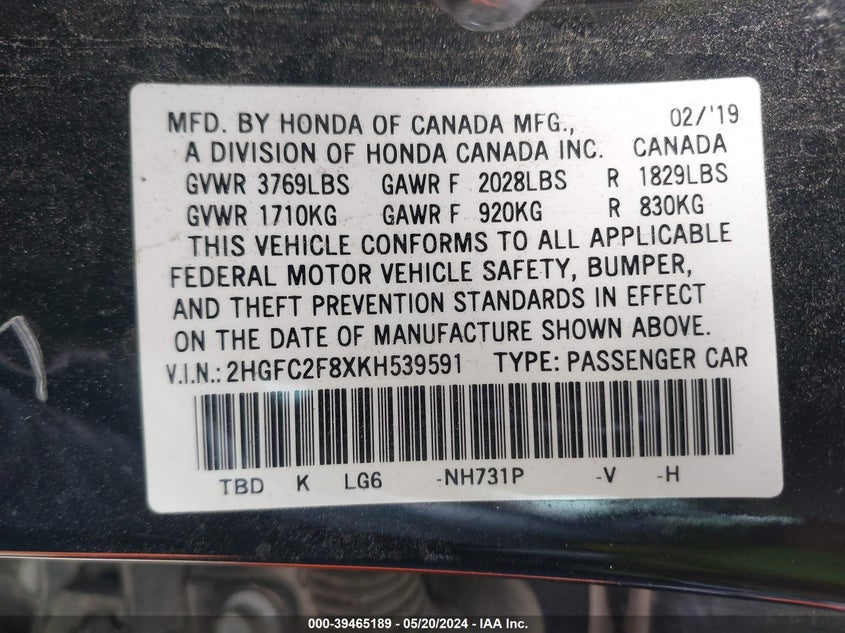 MFD. BY HONDA OF CANADA MFG., 02/'19
A DIVISION OF HONDA CANADA INC. CANADA
GVWR 3769LBS GAWR F 2028LBS R 1829LBS
GVWR 1710KG GAWR F 920KG R 830KG
THIS VEHICLE CONFORMS TO ALL APPLICABLE
FEDERAL MOTOR VEHICLE SAFETY, BUMPER,
AND THEFT PREVENTION STANDARDS IN EFFECT
ON THE DATE OF MANUFACTURE SHOWN ABOVE.
V.I.N.: 2HGFC2F8XKH539591 TYPE: PASSENGER CAR
TBD K LG6 -NH731P -V -H
000-39465189 - 05/20/2024 - IAA Inc.